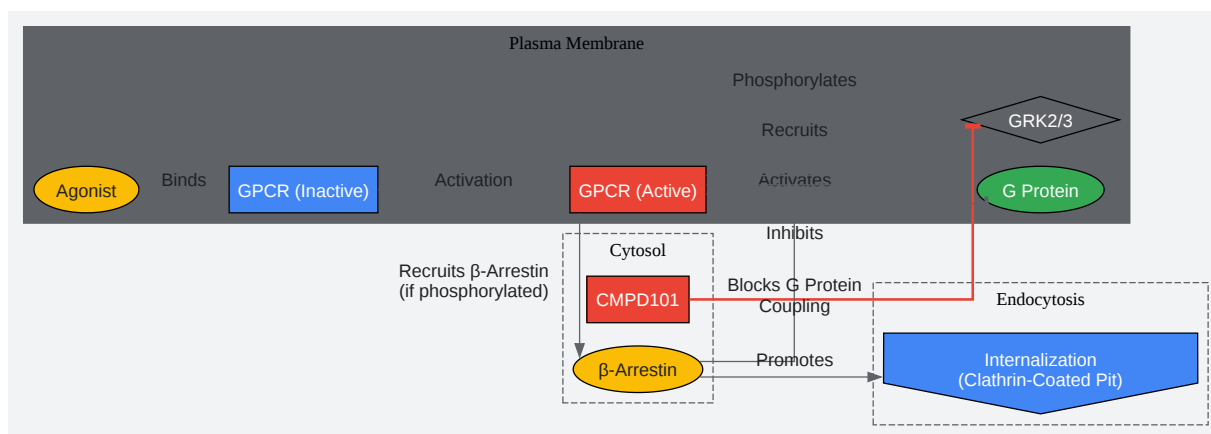 Plasma Membrane
Phosphorylates
GRK2/3
Recruits
Agonist
Binds
GPCR (Inactive)
Activation
GPCR (Active)
Activates
G Protein
Inhibits
Cytosol
Recruits β-Arrestin
(if phosphorylated)
CMPD101
Blocks G Protein
Coupling
Endocytosis
β-Arrestin
Promotes
Internalization
(Clathrin-Coated Pit)